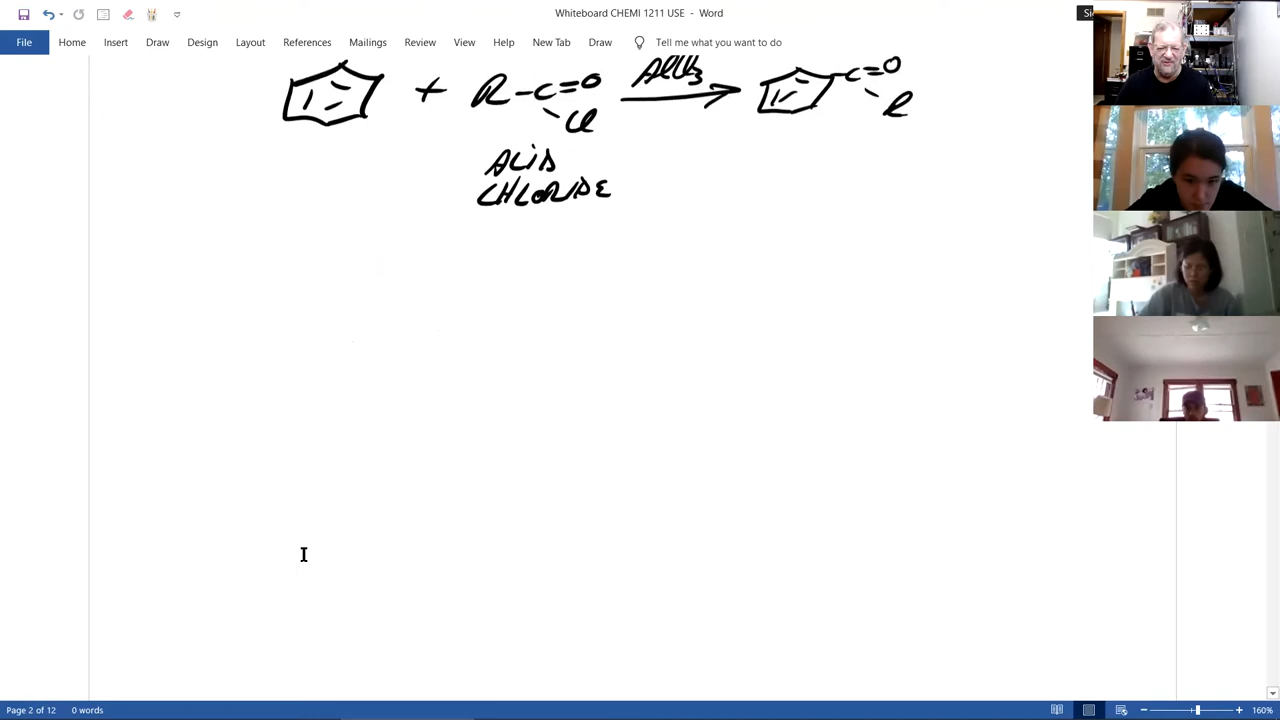 Whiteboard CHEMI 1211 USE - Word
Si
File Home Insert Draw Design Layout References Mailings Review View Help New Tab Draw Tell me what you want to do
+ R-C=O AlCl3 C=O
Cl R
ACID
CHLORIDE
Page 2 of 12 0 words 160%